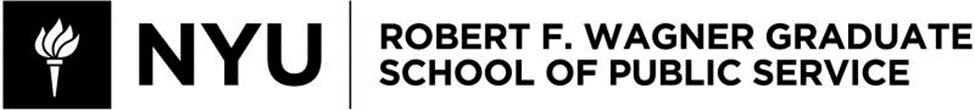 NYU
ROBERT F. WAGNER GRADUATE
SCHOOL OF PUBLIC SERVICE